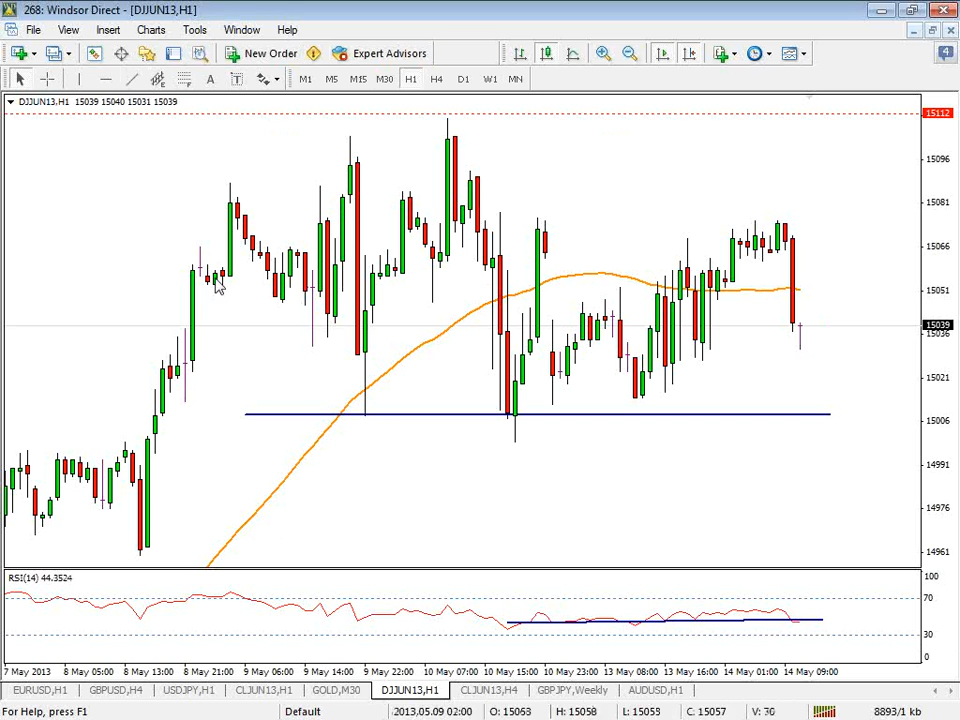 268: Windsor Direct - [DJJUN13,H1]
File View Insert Charts Tools Window Help
New Order Expert Advisors 4
A T M1 M5 M15 M30 H1 H4 D1 W1 MN
DJJUN13,H1 15039 15040 15031 15039
15112
15096
15081
15066
15051
15039
15036
15021
15006
14991
14976
14961
RSI(14) 44.3524
100
70
30
0
7 May 2013 8 May 05:00 8 May 13:00 8 May 21:00 9 May 06:00 9 May 14:00 9 May 22:00 10 May 07:00 10 May 15:00 10 May 23:00 13 May 08:00 13 May 16:00 14 May 01:00 14 May 09:00
EURUSD,H1 GBPUSD,H4 USDJPY,H1 CLJUN13,H1 GOLD,M30 DJJUN13,H1 CLJUN13,H4 GBPJPY,Weekly AUDUSD,H1
For Help, press F1 Default 2013.05.09 02:00 O: 15063 H: 15058 L: 15053 C: 15057 V: 36 8893/1 kb